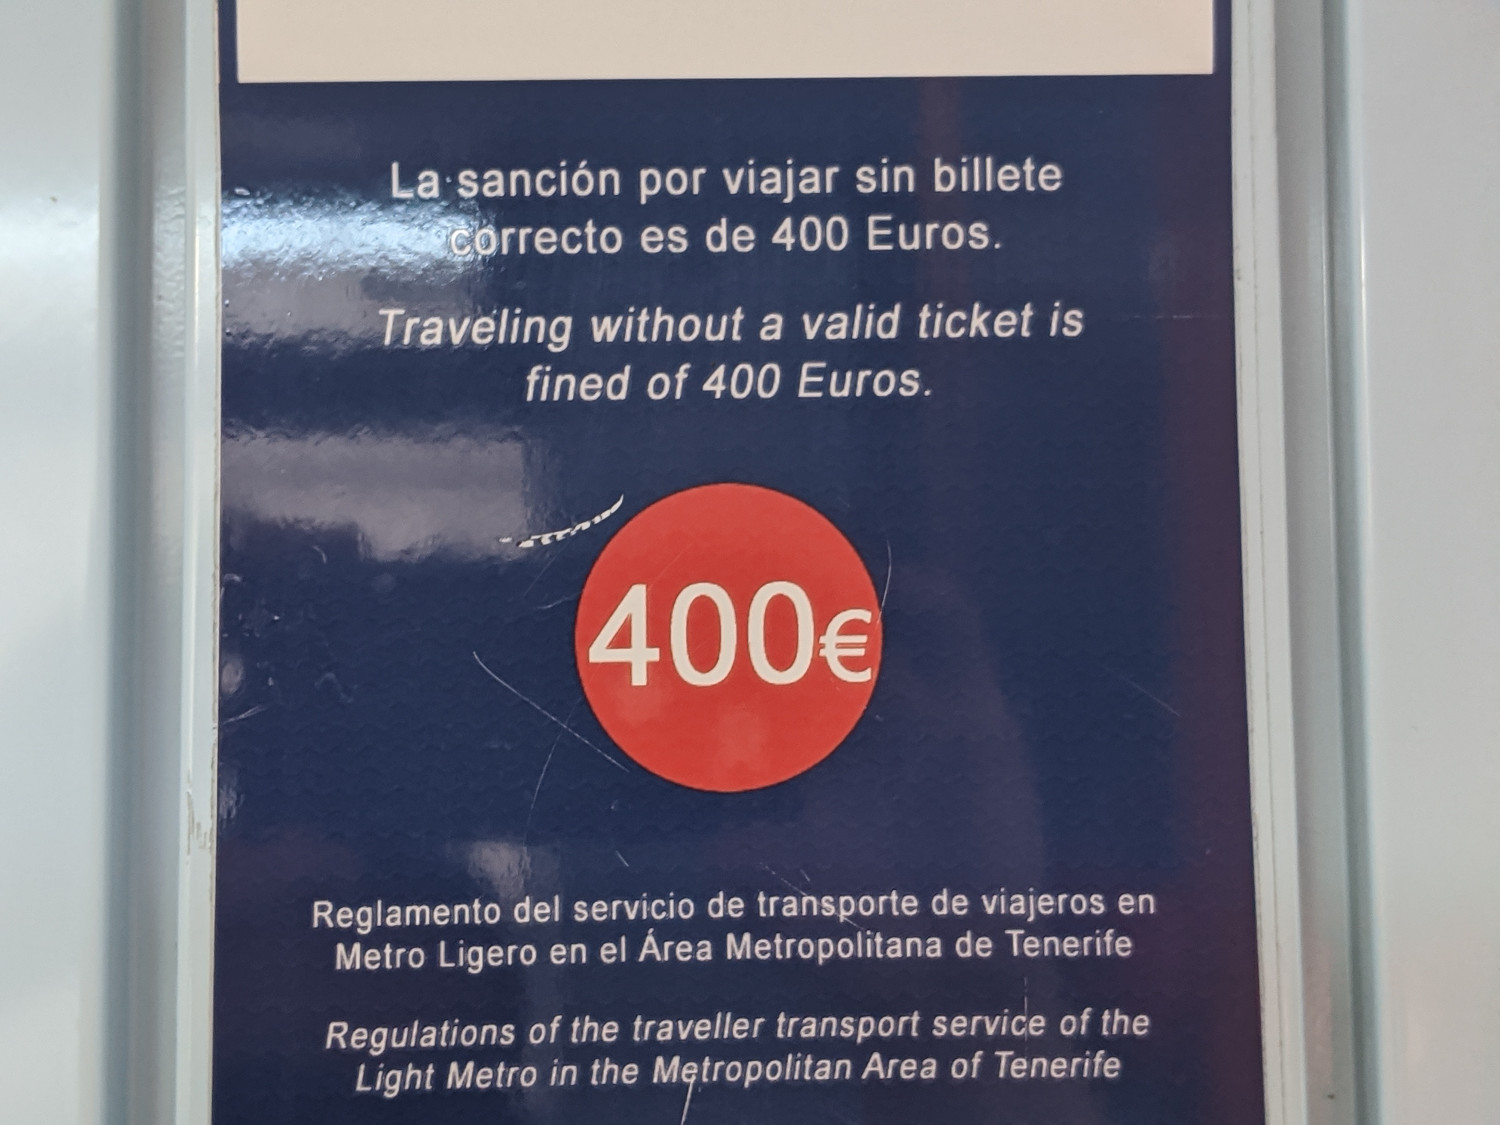 La sanción por viajar sin billete
correcto es de 400 Euros.
Traveling without a valid ticket is
fined of 400 Euros.
400€
Reglamento del servicio de transporte de viajeros en
Metro Ligero en el Área Metropolitana de Tenerife
Regulations of the traveller transport service of the
Light Metro in the Metropolitan Area of Tenerife